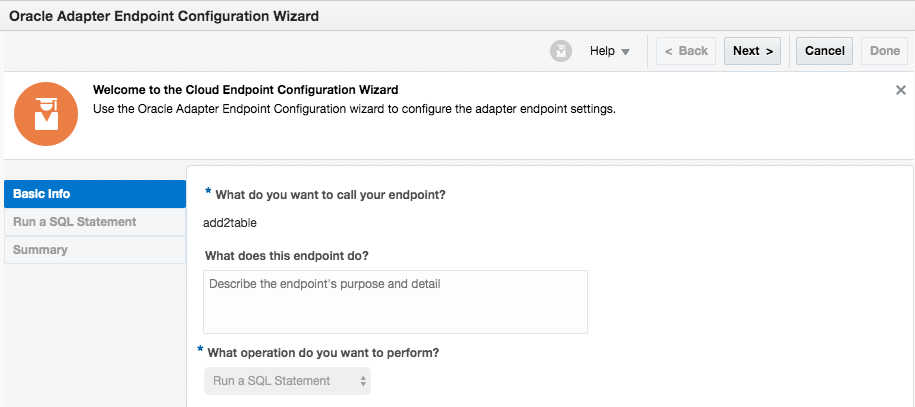 Oracle Adapter Endpoint Configuration Wizard
Help
< Back
Next >
Cancel
Done
Welcome to the Cloud Endpoint Configuration Wizard
Use the Oracle Adapter Endpoint Configuration wizard to configure the adapter endpoint settings.
Basic Info
Run a SQL Statement
Summary
* What do you want to call your endpoint?
add2table
What does this endpoint do?
Describe the endpoint's purpose and detail
* What operation do you want to perform?
Run a SQL Statement